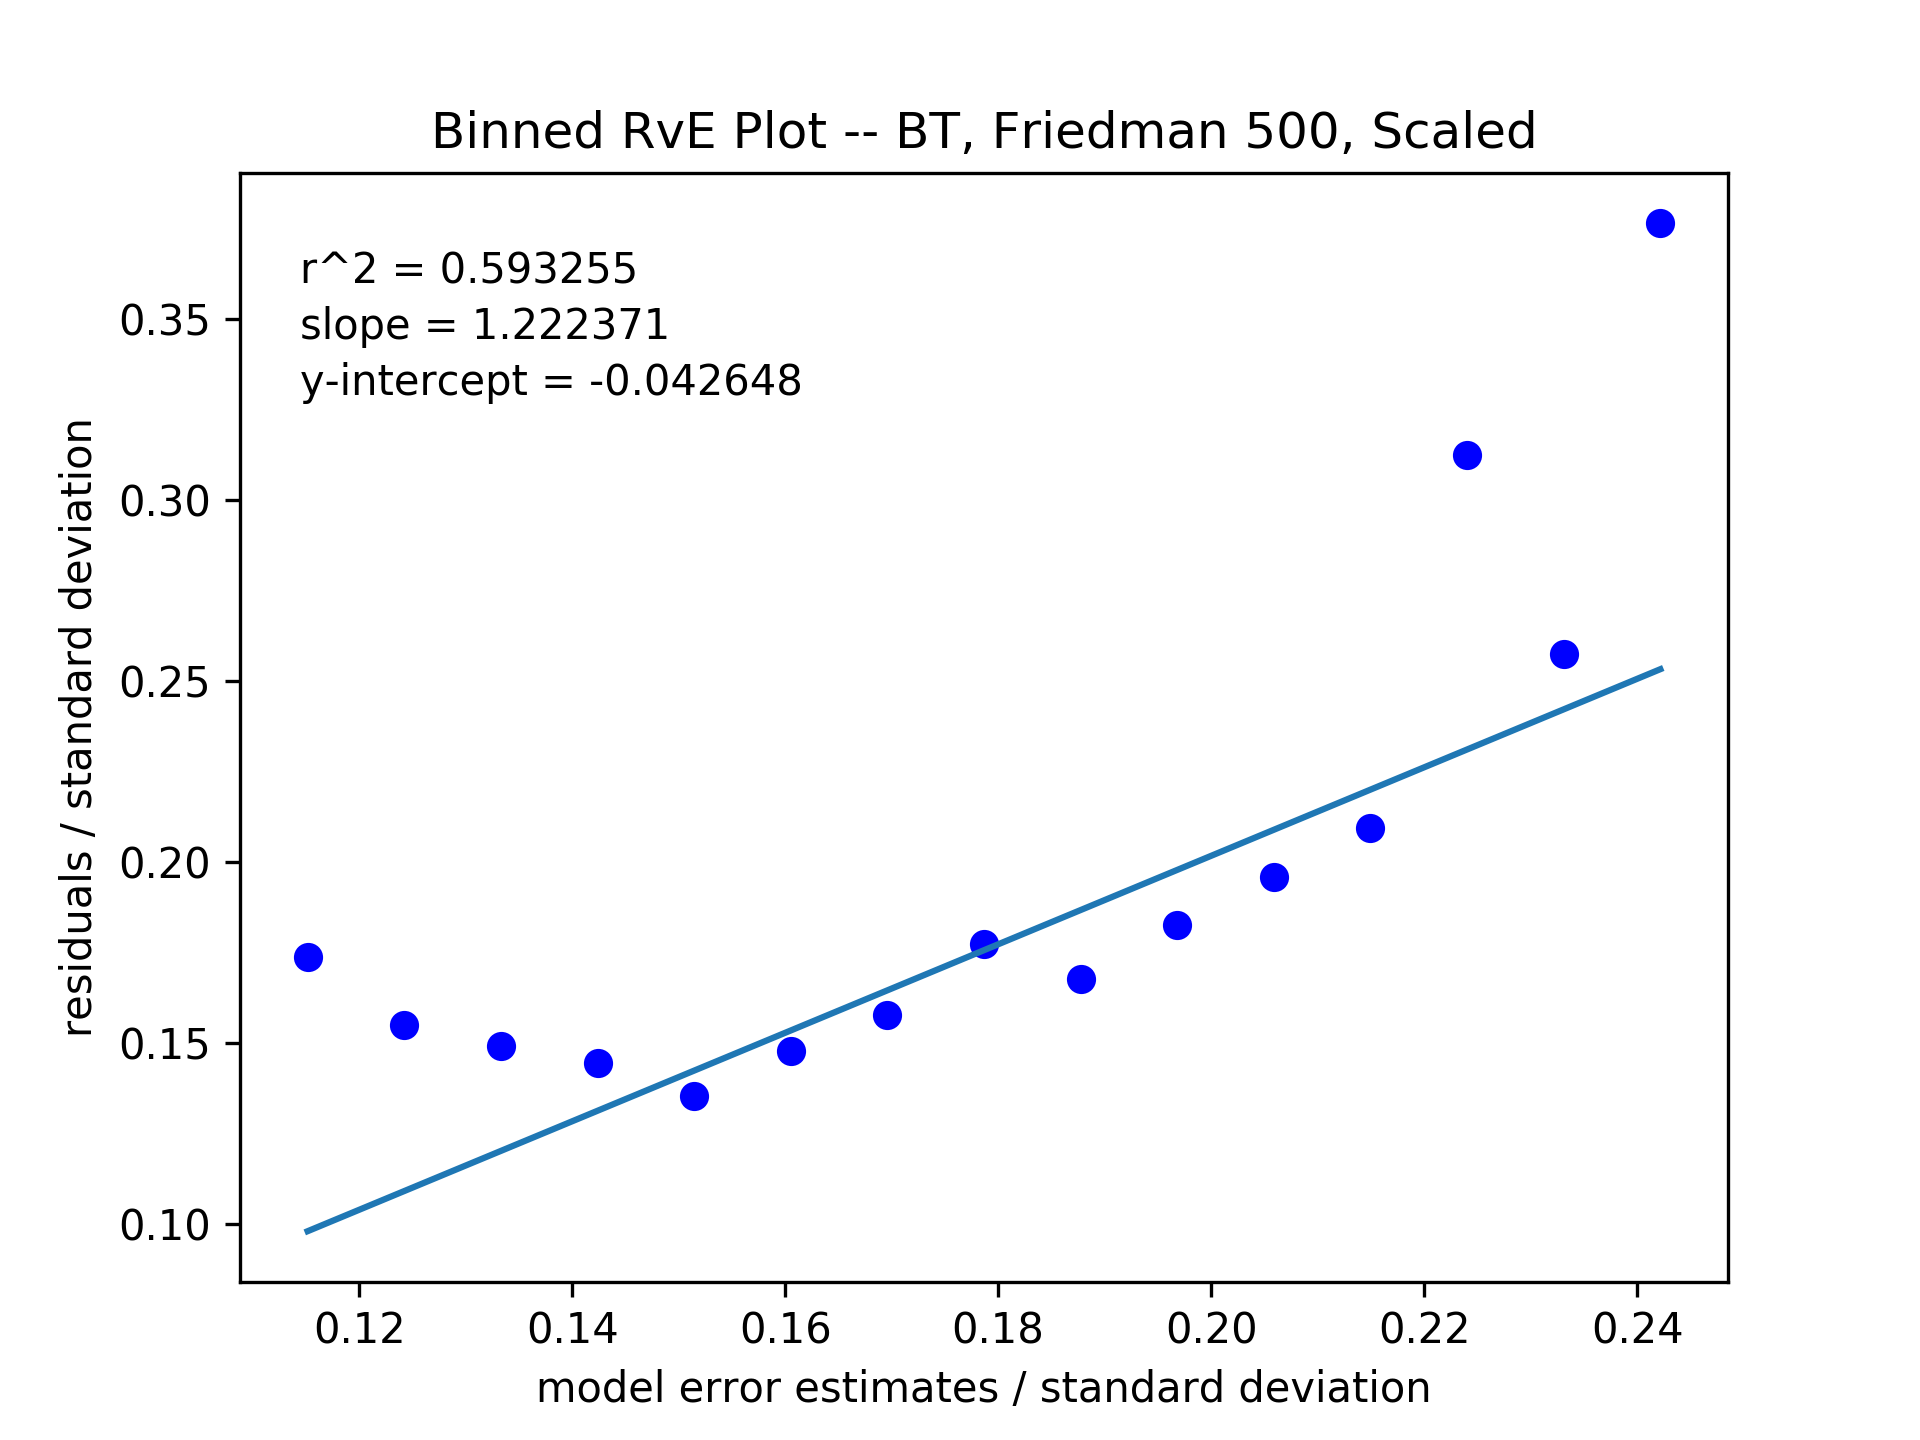 Binned RvE Plot -- BT, Friedman 500, Scaled
r^2 = 0.593255
slope = 1.222371
y-intercept = -0.042648
residuals / standard deviation
0.35
0.30
0.25
0.20
0.15
0.10
0.12 0.14 0.16 0.18 0.20 0.22 0.24
model error estimates / standard deviation